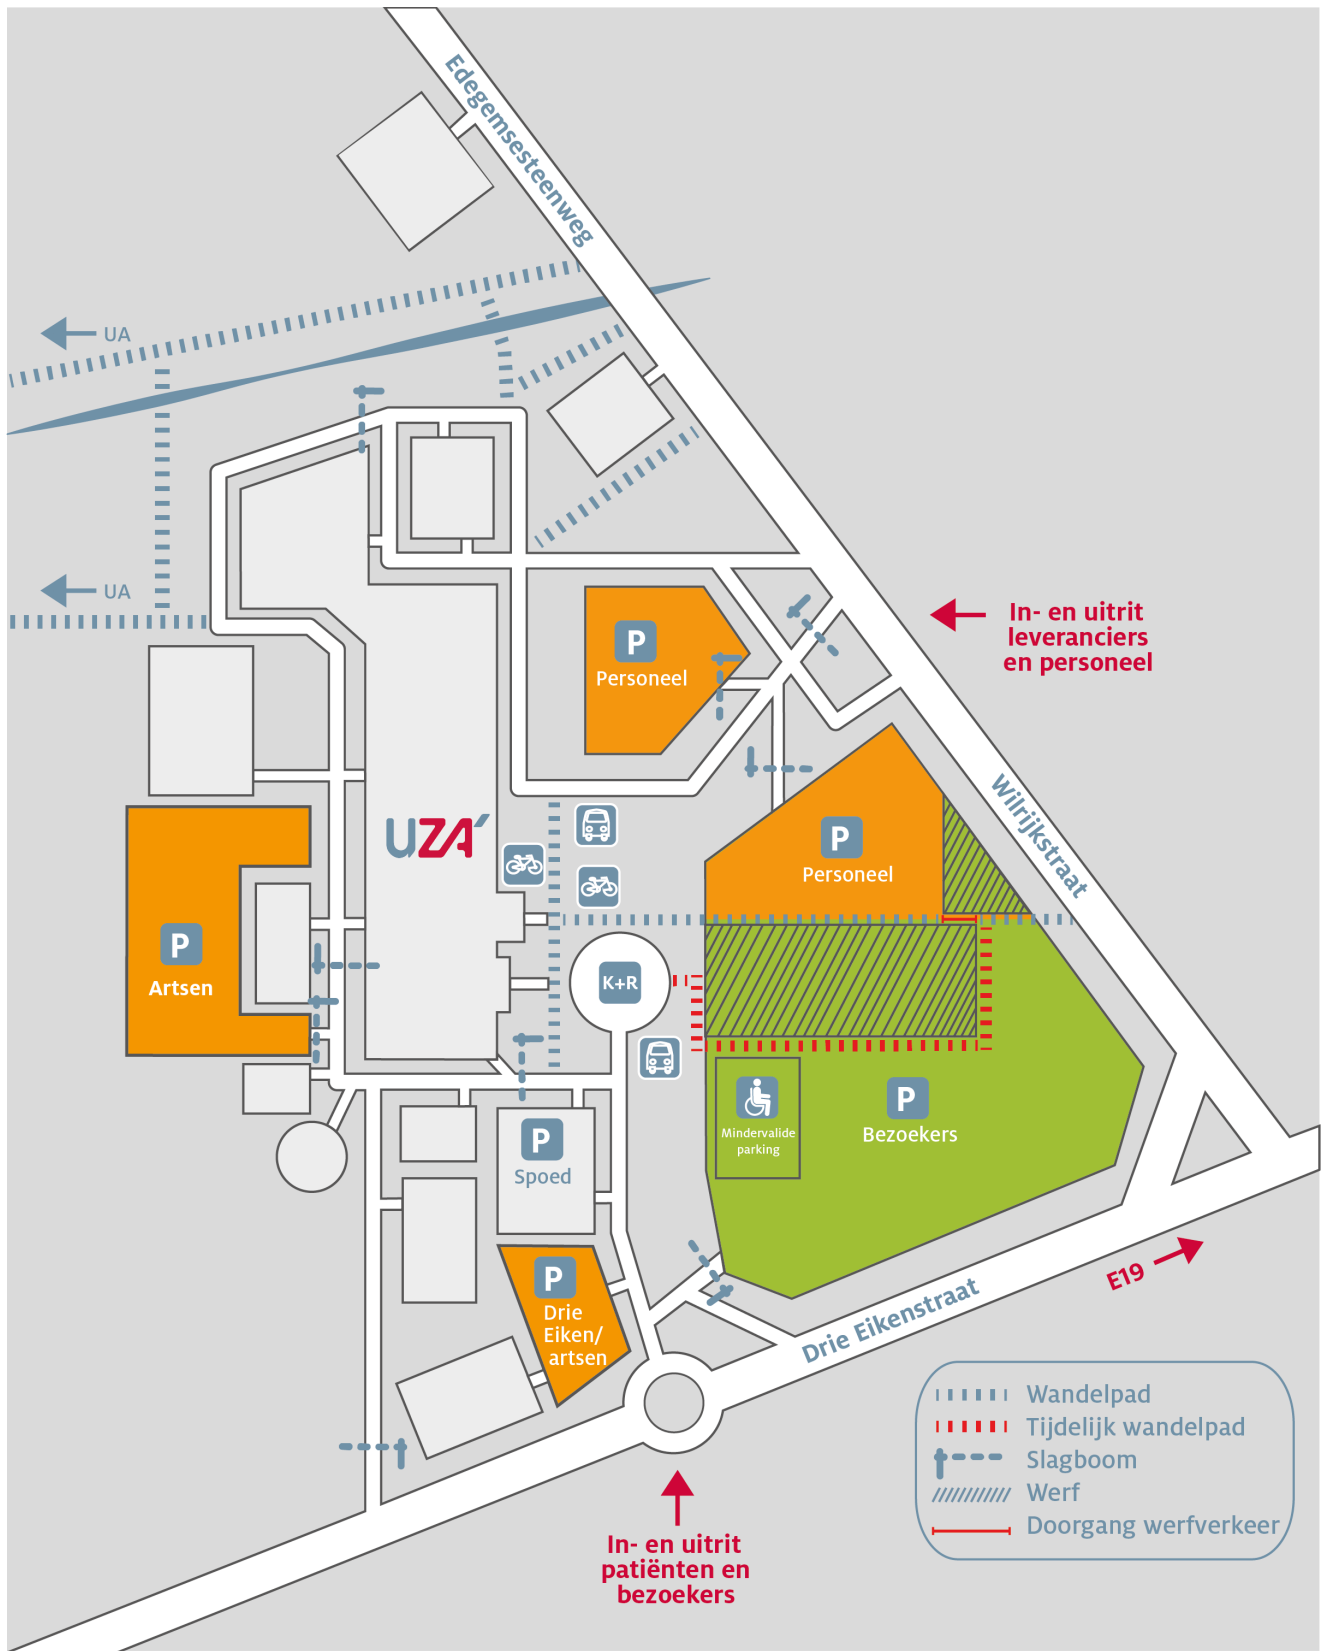 Edegemsesteenweg
UA
UA
In- en uitrit
leveranciers
en personeel
P
Personeel
Wilrijkstraat
UZA
P
Personeel
P
Artsen
K+R
P
Bezoekers
Mindervalide
parking
P
Spoed
P
Drie
Eiken/
artsen
E19
Drie Eikenstraat
Wandelpad
Tijdelijk wandelpad
Slagboom
Werf
Doorgang werfverkeer
In- en uitrit
patiënten en
bezoekers